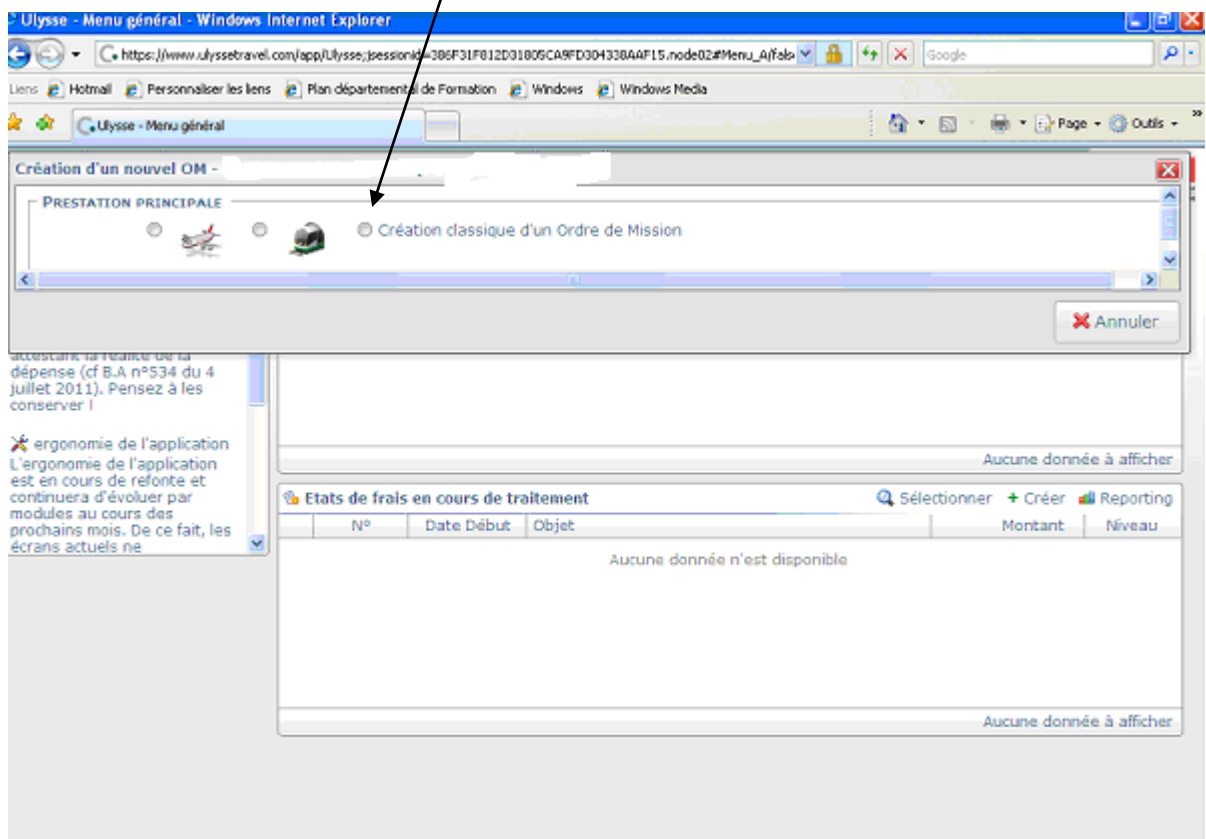 Ulysse - Menu général - Windows Internet Explorer
https://www.ulyssetravel.com/app/Ulysse;jsessionid=386F31F812D31805CA9FD304338AAF15.node02#Menu_A(fals
Google
Liens Hotmail Personnaliser les liens Plan départemental de Formation Windows Windows Media
Ulysse - Menu général
Page Outils
Création d'un nouvel OM -
PRESTATION PRINCIPALE
Création classique d'un Ordre de Mission
Annuler
attestant la réalité de la
dépense (cf B.A n°534 du 4
juillet 2011). Pensez à les
conserver !
ergonomie de l'application
L'ergonomie de l'application
est en cours de refonte et
continuera d'évoluer par
modules au cours des
prochains mois. De ce fait, les
écrans actuels ne
Aucune donnée à afficher
Etats de frais en cours de traitement Sélectionner Créer Reporting
N° Date Début Objet Montant Niveau
Aucune donnée n'est disponible
Aucune donnée à afficher